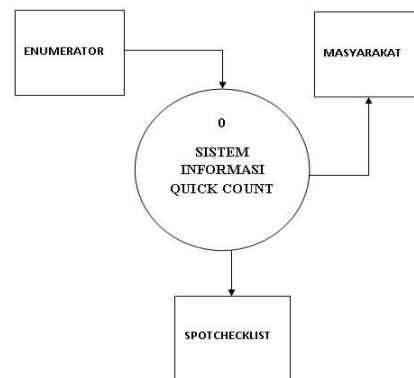 ENUMERATOR
MASYARAKAT
0
SISTEM
INFORMASI
QUICK COUNT
SPOTCHECKLIST